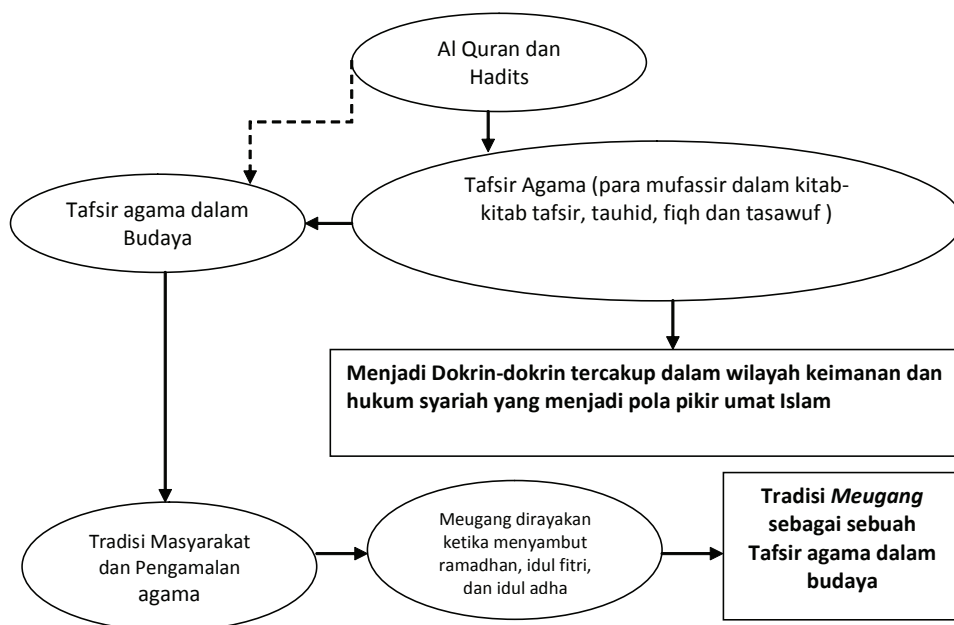 Al Quran dan
Hadits
Tafsir Agama (para mufassir dalam kitab-
kitab tafsir, tauhid, fiqh dan tasawuf )
Tafsir agama dalam
Budaya
Menjadi Dokrin-dokrin tercakup dalam wilayah keimanan dan
hukum syariah yang menjadi pola pikir umat Islam
Tradisi Masyarakat
dan Pengamalan
agama
Meugang dirayakan
ketika menyambut
ramadhan, idul fitri,
dan idul adha
Tradisi Meugang
sebagai sebuah
Tafsir agama dalam
budaya